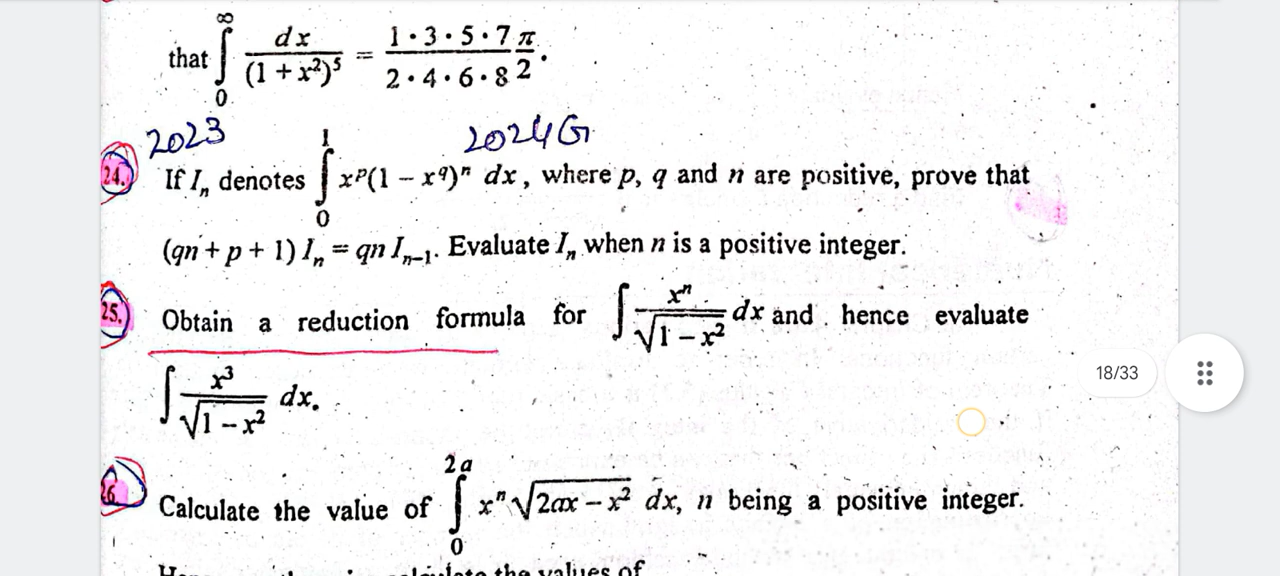 that ∫₀^∞ dx/(1 + x²)⁵ = 1·3·5·7/2·4·6·8 π/2.
2023 2024G
24. If Iₙ denotes ∫₀¹ xᵖ(1 – x^q)ⁿ dx, where p, q and n are positive, prove that
(qn + p + 1) Iₙ = qn Iₙ₋₁. Evaluate Iₙ when n is a positive integer.
25. Obtain a reduction formula for ∫ xⁿ/√(1 – x²) dx and hence evaluate
∫ x³/√(1 – x²) dx.
18/33
26. Calculate the value of ∫₀^2a xⁿ √(2ax – x²) dx, n being a positive integer.
the values of